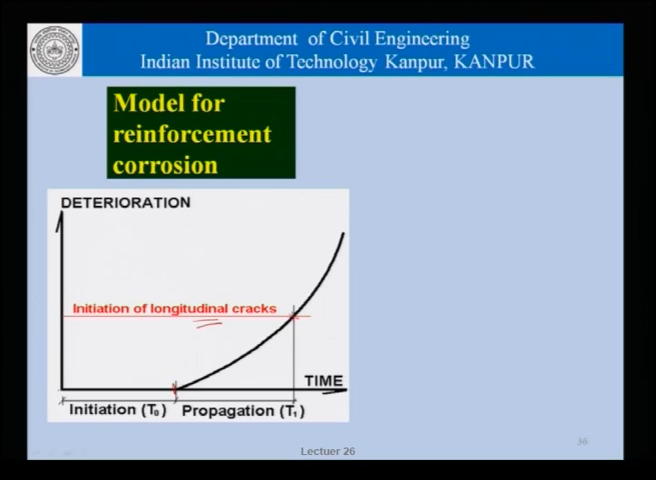 Department of Civil Engineering
Indian Institute of Technology Kanpur, KANPUR
Model for
reinforcement
corrosion
DETERIORATION
Initiation of longitudinal cracks
TIME
Initiation (T₀) Propagation (T₁)
36
Lectuer 26